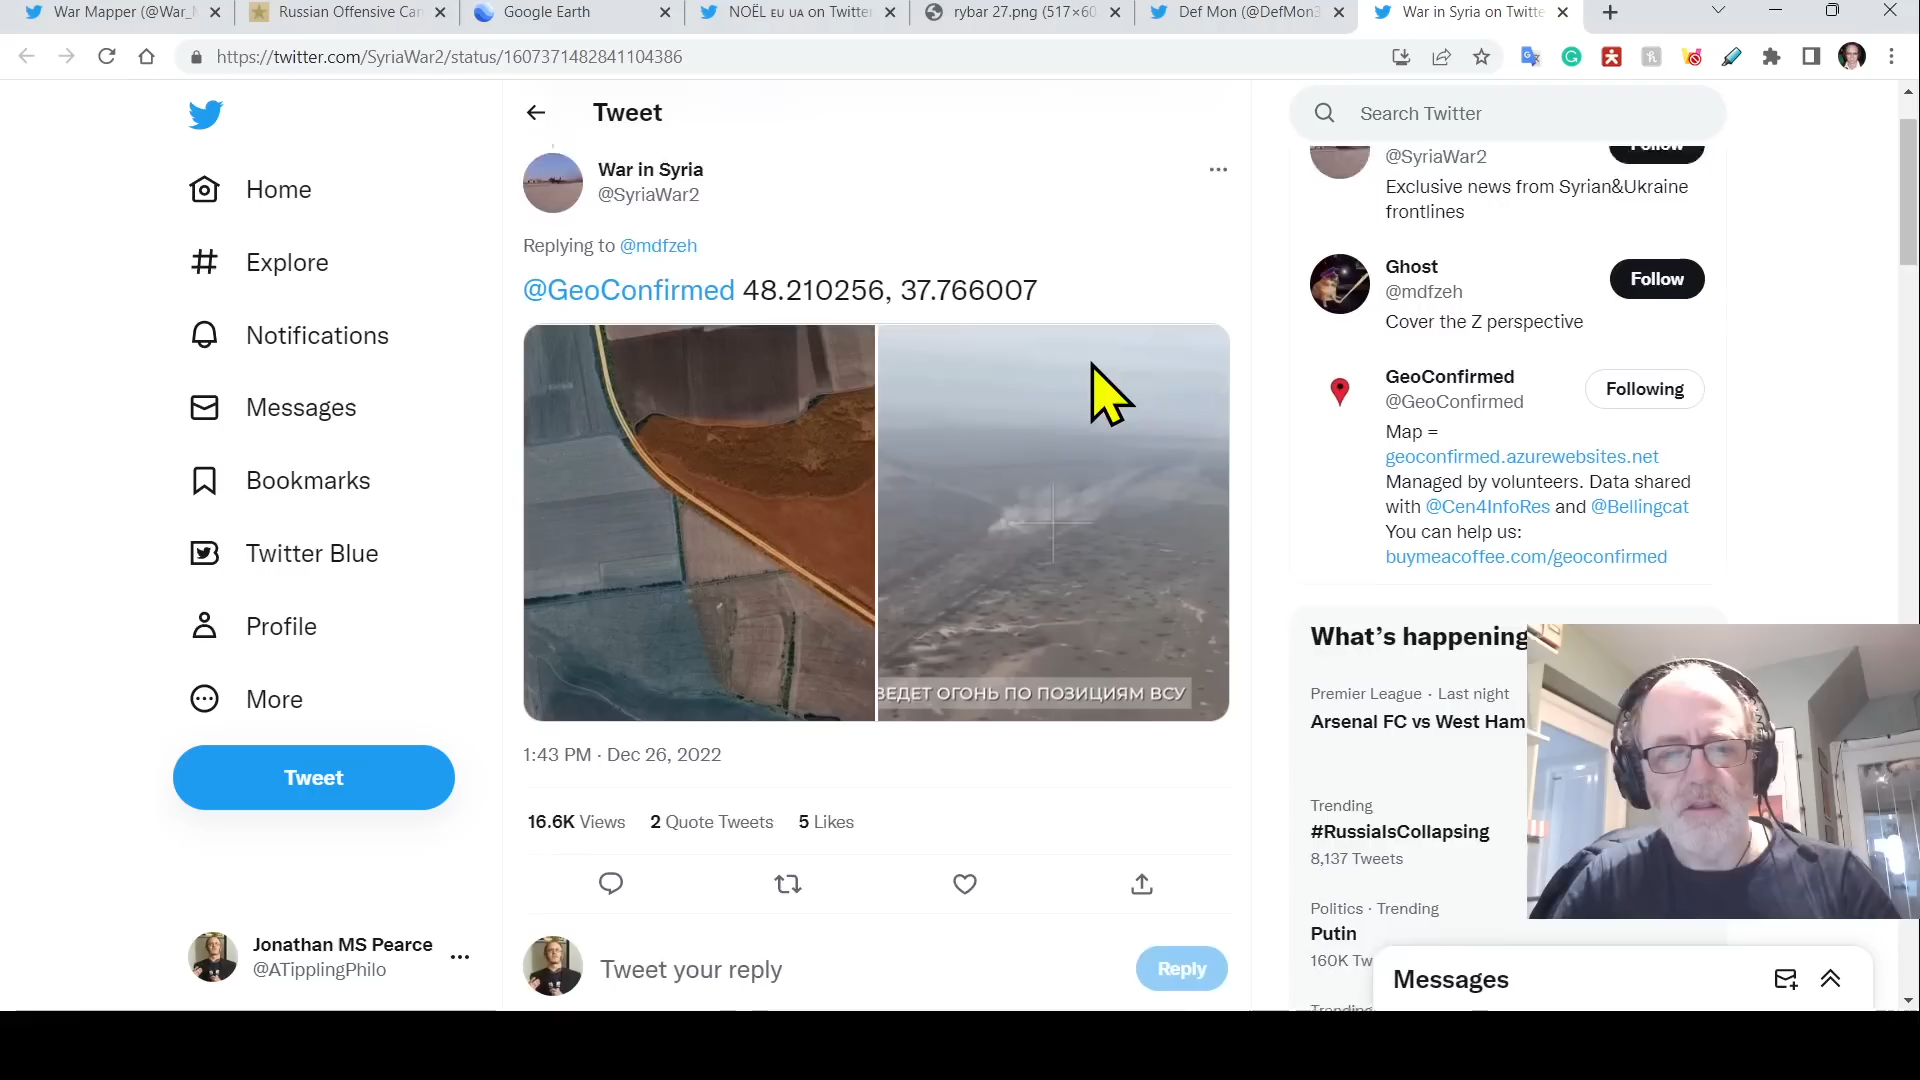 War Mapper (@War_M
Russian Offensive Can
Google Earth
NOËL EU UA on Twitter
rybar 27.png (517×60
Def Mon (@DefMon3
War in Syria on Twitte
https://twitter.com/SyriaWar2/status/1607371482841104386
Home
Explore
Notifications
Messages
Bookmarks
Twitter Blue
Profile
More
Tweet
Jonathan MS Pearce
@ATipplingPhilo
Tweet
War in Syria
@SyriaWar2
Replying to @mdfzeh
@GeoConfirmed 48.210256, 37.766007
ВЕДЕТ ОГОНЬ ПО ПОЗИЦИЯМ ВСУ
1:43 PM · Dec 26, 2022
16.6K Views 2 Quote Tweets 5 Likes
Tweet your reply
Reply
Search Twitter
Follow
@SyriaWar2
Exclusive news from Syrian&Ukraine
frontlines
Ghost
@mdfzeh
Follow
Cover the Z perspective
GeoConfirmed
@GeoConfirmed
Following
Map =
geoconfirmed.azurewebsites.net
Managed by volunteers. Data shared
with @Cen4InfoRes and @Bellingcat
You can help us:
buymeacoffee.com/geoconfirmed
What's happening
Premier League · Last night
Arsenal FC vs West Ham
Trending
#RussiaIsCollapsing
8,137 Tweets
Politics · Trending
Putin
160K Tw
Messages
Trending